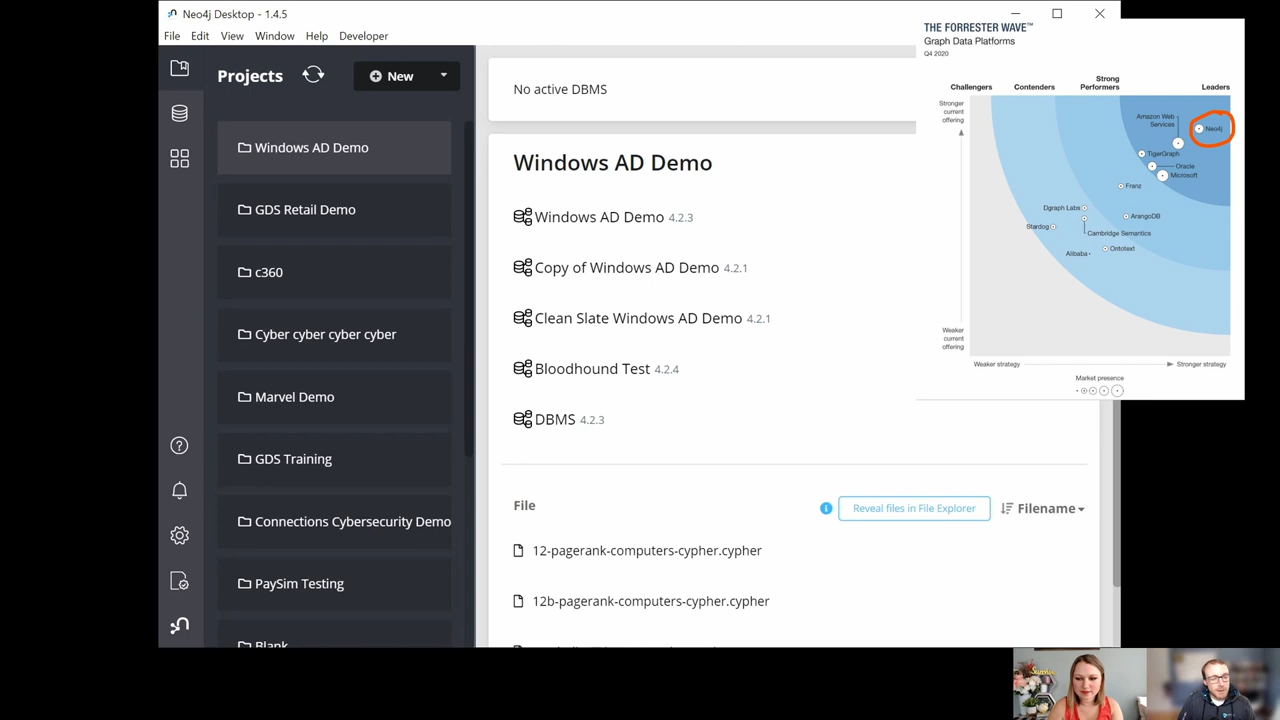 Neo4j Desktop - 1.4.5
File Edit View Window Help Developer
Projects
New
Windows AD Demo
GDS Retail Demo
c360
Cyber cyber cyber cyber
Marvel Demo
GDS Training
Connections Cybersecurity Demo
PaySim Testing
Blank
No active DBMS
Windows AD Demo
Windows AD Demo 4.2.3
Copy of Windows AD Demo 4.2.1
Clean Slate Windows AD Demo 4.2.1
Bloodhound Test 4.2.4
DBMS 4.2.3
File
Reveal files in File Explorer
Filename
12-pagerank-computers-cypher.cypher
12b-pagerank-computers-cypher.cypher
THE FORRESTER WAVE™
Graph Data Platforms
Q4 2020
Challengers Contenders Strong Performers Leaders
Stronger
current
offering
Amazon Web
Services
Neo4j
TigerGraph
Oracle
Microsoft
Franz
Dgraph Labs
ArangoDB
Stardog
Cambridge Semantics
Ontotext
Alibaba
Weaker
current
offering
Weaker strategy Stronger strategy
Market presence